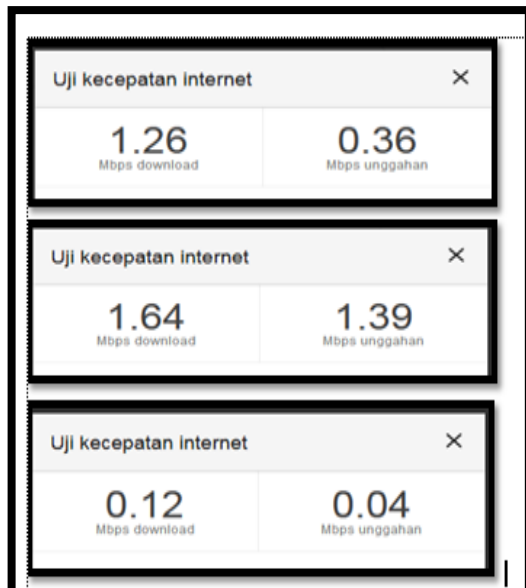 Uji kecepatan internet ×
1.26 0.36
Mbps download Mbps unggahan
Uji kecepatan internet ×
1.64 1.39
Mbps download Mbps unggahan
Uji kecepatan internet ×
0.12 0.04
Mbps download Mbps unggahan